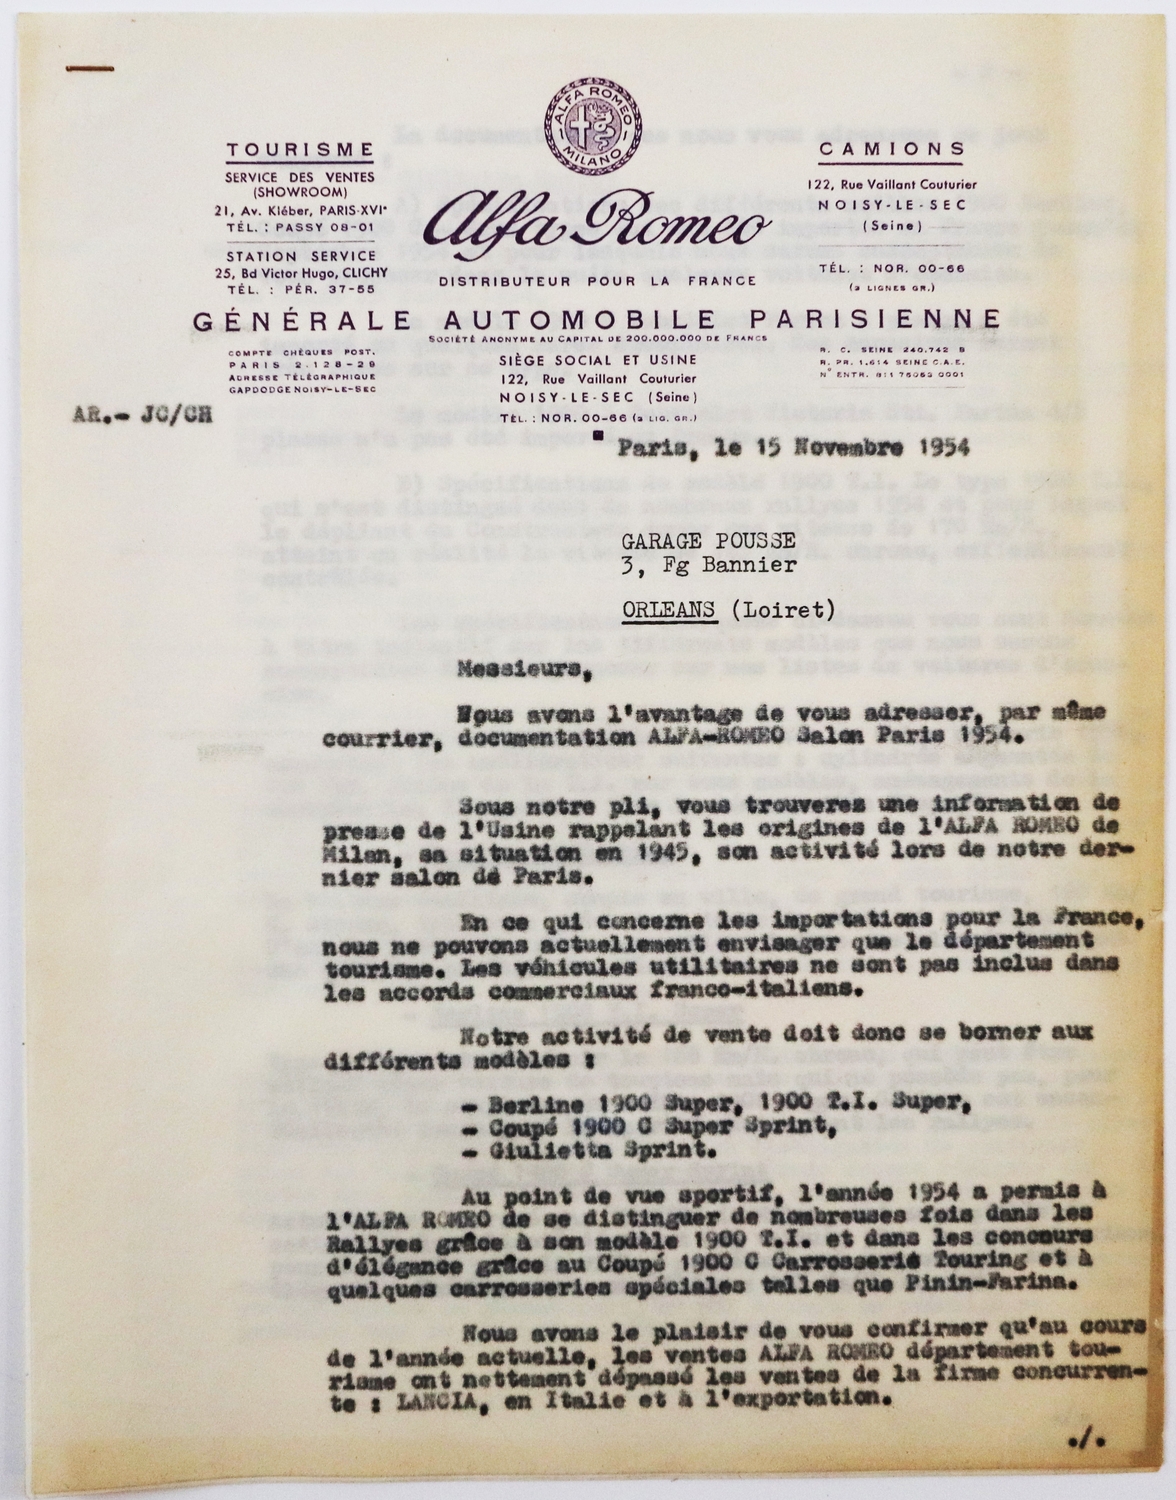 ALFA ROMEO
MILANO
TOURISME
SERVICE DES VENTES
(SHOWROOM)
21, Av. Kléber, PARIS-XVIe
TÉL. : PASSY 08-01
STATION SERVICE
25, Bd Victor Hugo, CLICHY
TÉL. : PÉR. 37-55
Alfa Romeo
DISTRIBUTEUR POUR LA FRANCE
CAMIONS
122, Rue Vaillant Couturier
NOISY-LE-SEC
(Seine)
TÉL. : NOR. 00-66
(2 LIGNES GR.)
GÉNÉRALE AUTOMOBILE PARISIENNE
SOCIÉTÉ ANONYME AU CAPITAL DE 200.000.000 DE FRANCS
COMPTE CHÈQUES POST.
PARIS 2.128-29
ADRESSE TÉLÉGRAPHIQUE
GAPDODGE NOISY-LE-SEC
SIÈGE SOCIAL ET USINE
122, Rue Vaillant Couturier
NOISY-LE-SEC (Seine)
TÉL. : NOR. 00-66 (2 LIG. GR.)
R. C. SEINE 240.742 B
R. PR. 1.614 SEINE C.A.E.
N° ENTR. 811 75053 0001
AR.- JC/CH
Paris, le 15 Novembre 1954
GARAGE POUSSE
3, Fg Bannier
ORLEANS (Loiret)
Messieurs,
Nous avons l'avantage de vous adresser, par même
courrier, documentation ALFA-ROMEO Salon Paris 1954.
Sous notre pli, vous trouverez une information de
presse de l'Usine rappelant les origines de l'ALFA ROMEO de
Milan, sa situation en 1945, son activité lors de notre der-
nier salon de Paris.
En ce qui concerne les importations pour la France,
nous ne pouvons actuellement envisager que le département
tourisme. Les véhicules utilitaires ne sont pas inclus dans
les accords commerciaux franco-italiens.
Notre activité de vente doit donc se borner aux
différents modèles :
- Berline 1900 Super, 1900 T.I. Super,
- Coupé 1900 C Super Sprint,
- Giulietta Sprint.
Au point de vue sportif, l'année 1954 a permis à
l'ALFA ROMEO de se distinguer de nombreuses fois dans les
Rallyes grâce à son modèle 1900 T.I. et dans les concours
d'élégance grâce au Coupé 1900 C Carrosserie Touring et à
quelques carrosseries spéciales telles que Pinin-Farina.
Nous avons le plaisir de vous confirmer qu'au cours
de l'année actuelle, les ventes ALFA ROMEO département tou-
risme ont nettement dépassé les ventes de la firme concurren-
te : LANCIA, en Italie et à l'exportation.
./.